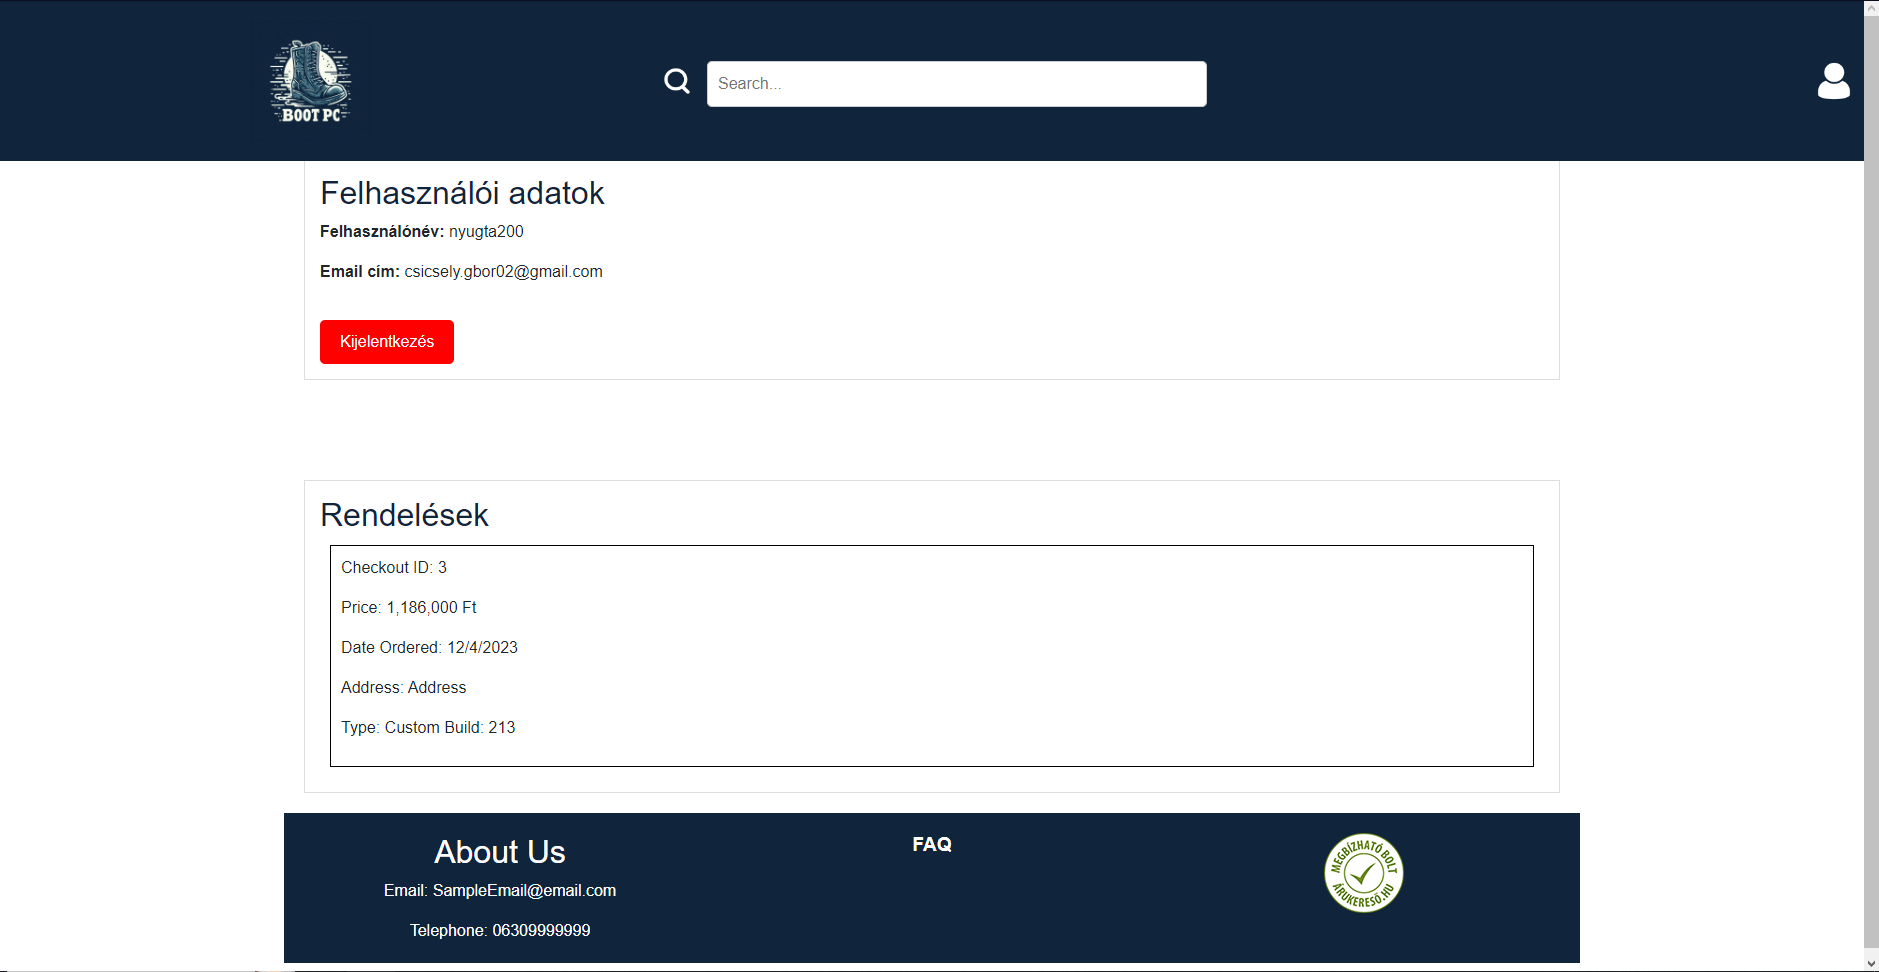 BOOT PC
Search...
Felhasználói adatok
Felhasználónév: nyugta200
Email cím: csicsely.gbor02@gmail.com
Kijelentkezés
Rendelések
Checkout ID: 3
Price: 1,186,000 Ft
Date Ordered: 12/4/2023
Address: Address
Type: Custom Build: 213
About Us
Email: SampleEmail@email.com
Telephone: 06309999999
FAQ
MEGBÍZHATÓ BOLT
ÁRUKERESŐ.HU